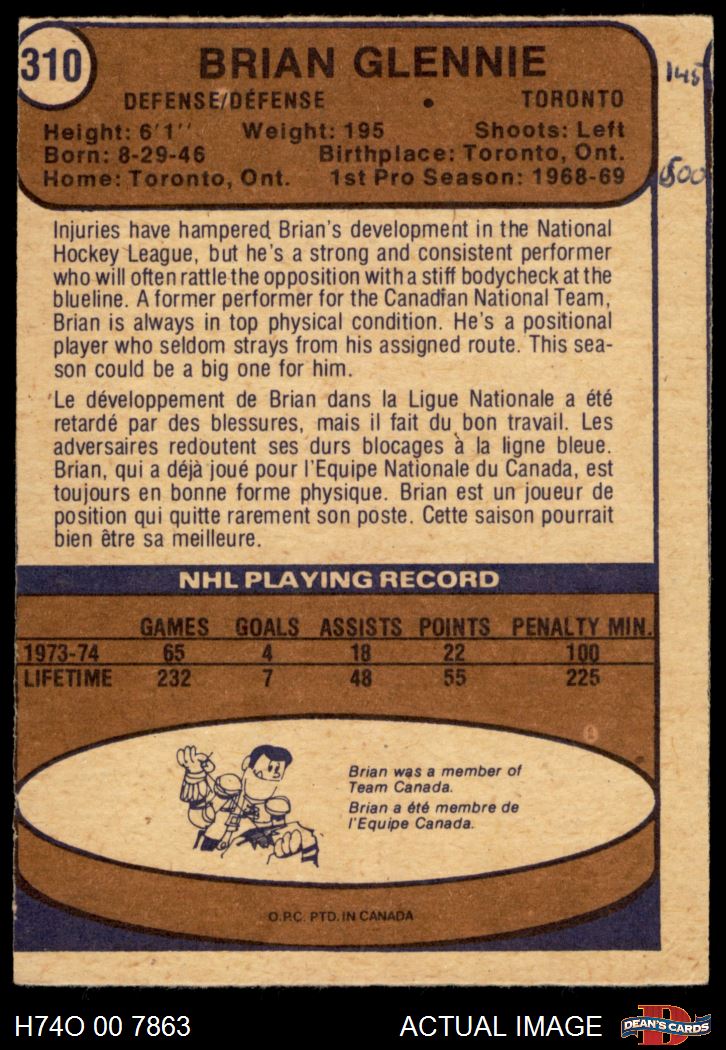 310
BRIAN GLENNIE
DEFENSE/DÉFENSE • TORONTO
Height: 6'1'' Weight: 195 Shoots: Left
Born: 8-29-46 Birthplace: Toronto, Ont.
Home: Toronto, Ont. 1st Pro Season: 1968-69
145
500
Injuries have hampered Brian's development in the National
Hockey League, but he's a strong and consistent performer
who will often rattle the opposition with a stiff bodycheck at the
blueline. A former performer for the Canadian National Team,
Brian is always in top physical condition. He's a positional
player who seldom strays from his assigned route. This sea-
son could be a big one for him.
Le développement de Brian dans la Ligue Nationale a été
retardé par des blessures, mais il fait du bon travail. Les
adversaires redoutent ses durs blocages à la ligne bleue.
Brian, qui a déjà joué pour l'Equipe Nationale du Canada, est
toujours en bonne forme physique. Brian est un joueur de
position qui quitte rarement son poste. Cette saison pourrait
bien être sa meilleure.
NHL PLAYING RECORD
GAMES GOALS ASSISTS POINTS PENALTY MIN.
1973-74 65 4 18 22 100
LIFETIME 232 7 48 55 225
Brian was a member of
Team Canada.
Brian a été membre de
l'Equipe Canada.
O.P.C. PTD. IN CANADA
H74O 00 7863 ACTUAL IMAGE
D
DEAN'S CARDS